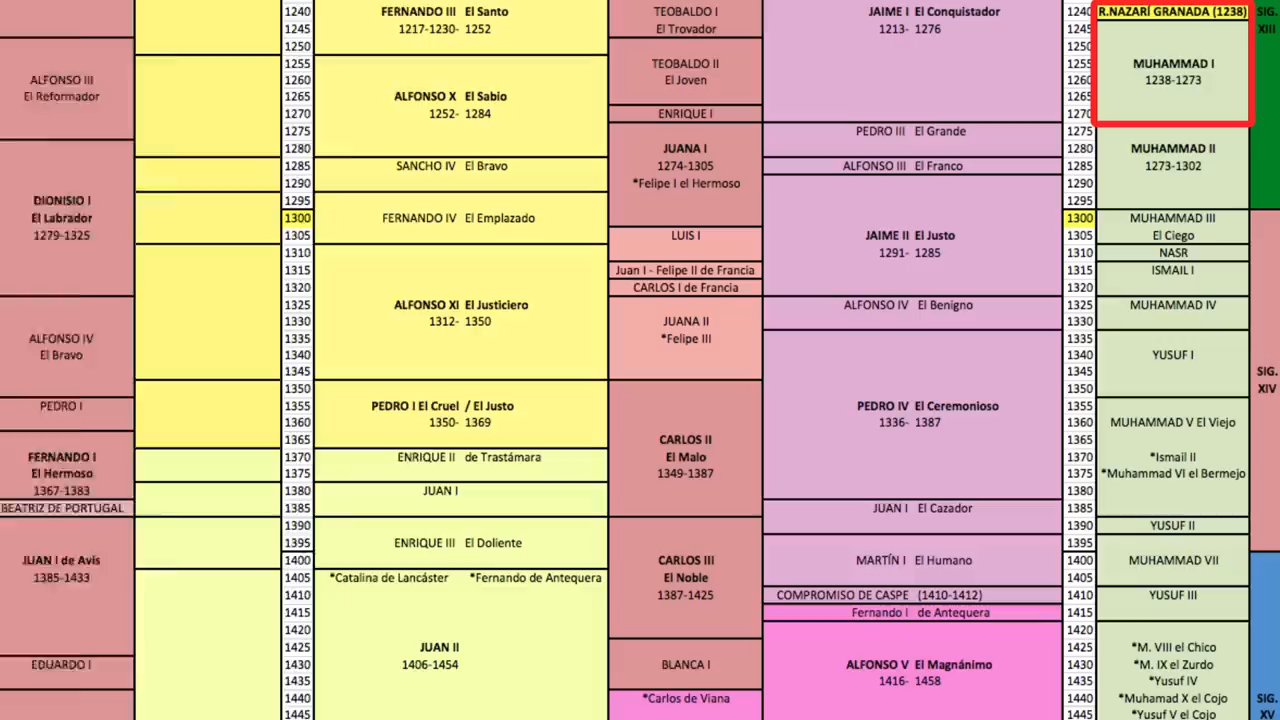 ALFONSO III
El Reformador
DIONISIO I
El Labrador
1279-1325
ALFONSO IV
El Bravo
PEDRO I
FERNANDO I
El Hermoso
1367-1383
BEATRIZ DE PORTUGAL
JUAN I de Avis
1385-1433
EDUARDO I
1240
1245
1250
1255
1260
1265
1270
1275
1280
1285
1290
1295
1300
1305
1310
1315
1320
1325
1330
1335
1340
1345
1350
1355
1360
1365
1370
1375
1380
1385
1390
1395
1400
1405
1410
1415
1420
1425
1430
1435
1440
1445
FERNANDO III El Santo
1217-1230- 1252
ALFONSO X El Sabio
1252- 1284
SANCHO IV El Bravo
FERNANDO IV El Emplazado
ALFONSO XI El Justiciero
1312- 1350
PEDRO I El Cruel / El Justo
1350- 1369
ENRIQUE II de Trastámara
JUAN I
ENRIQUE III El Doliente
*Catalina de Lancáster *Fernando de Antequera
JUAN II
1406-1454
TEOBALDO I
El Trovador
TEOBALDO II
El Joven
ENRIQUE I
JUANA I
1274-1305
*Felipe I el Hermoso
LUIS I
Juan I - Felipe II de Francia
CARLOS I de Francia
JUANA II
*Felipe III
CARLOS II
El Malo
1349-1387
CARLOS III
El Noble
1387-1425
BLANCA I
*Carlos de Viana
JAIME I El Conquistador
1213- 1276
PEDRO III El Grande
ALFONSO III El Franco
JAIME II El Justo
1291- 1285
ALFONSO IV El Benigno
PEDRO IV El Ceremonioso
1336- 1387
JUAN I El Cazador
MARTÍN I El Humano
COMPROMISO DE CASPE (1410-1412)
Fernando I de Antequera
ALFONSO V El Magnánimo
1416- 1458
1240
1245
1250
1255
1260
1265
1270
1275
1280
1285
1290
1295
1300
1305
1310
1315
1320
1325
1330
1335
1340
1345
1350
1355
1360
1365
1370
1375
1380
1385
1390
1395
1400
1405
1410
1415
1420
1425
1430
1435
1440
1445
R.NAZARÍ GRANADA (1238)
MUHAMMAD I
1238-1273
MUHAMMAD II
1273-1302
MUHAMMAD III
El Ciego
NASR
ISMAIL I
MUHAMMAD IV
YUSUF I
MUHAMMAD V El Viejo
*Ismail II
*Muhammad VI el Bermejo
YUSUF II
MUHAMMAD VII
YUSUF III
*M. VIII el Chico
*M. IX el Zurdo
*Yusuf IV
*Muhamad X el Cojo
*Yusuf V el Cojo
SIG.
XIII
SIG.
XIV
SIG.
XV